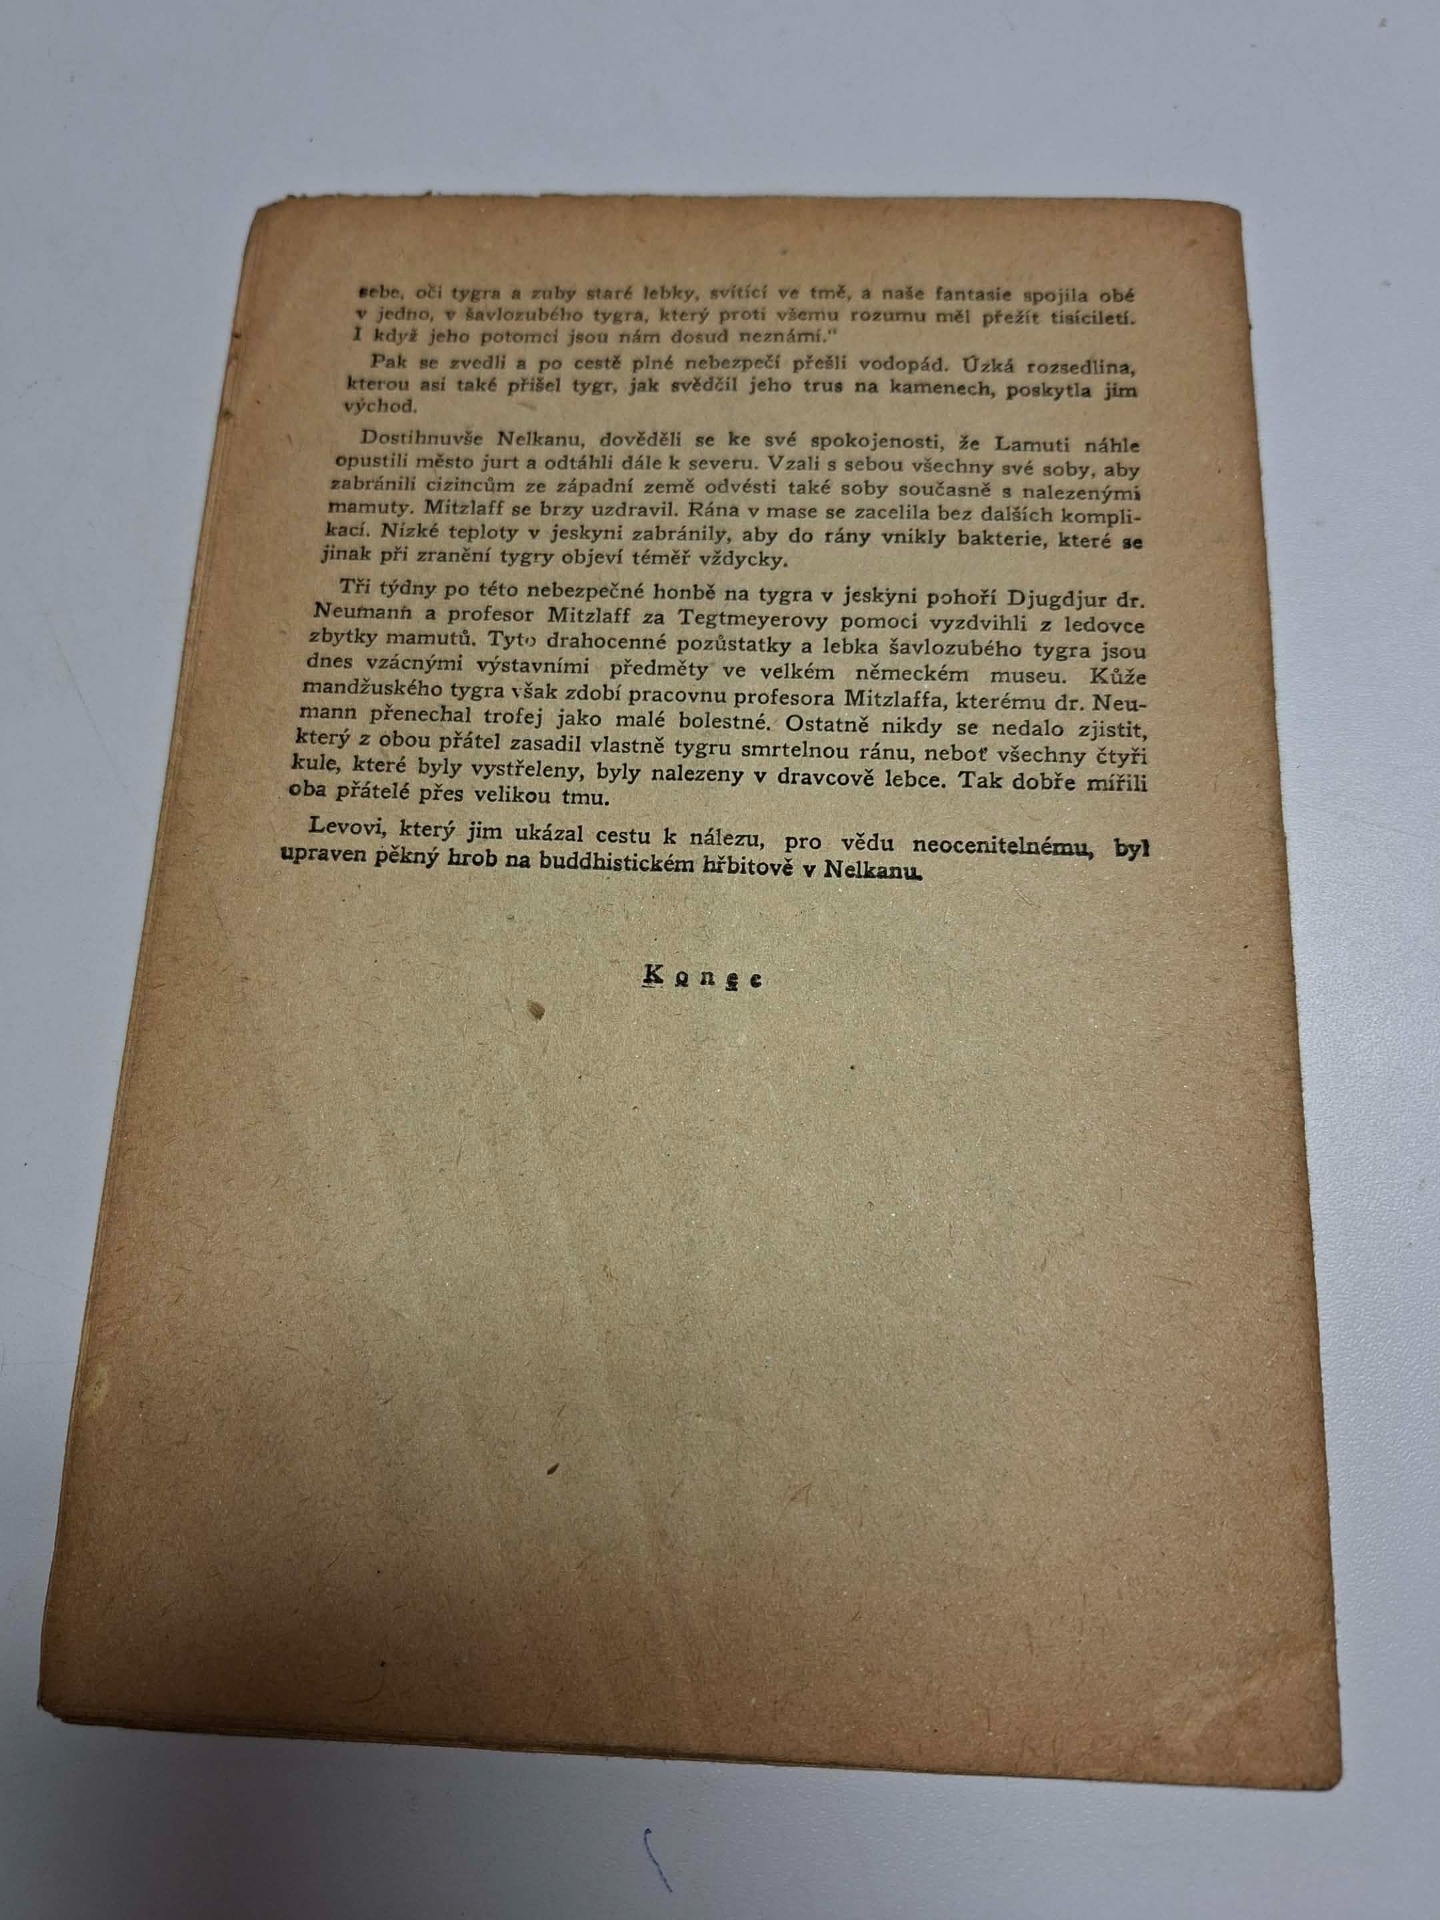 sebe, oči tygra a zuby staré lebky, svítící ve tmě, a naše fantasie spojila obé
v jedno, v šavlozubého tygra, který proti všemu rozumu měl přežít tisíciletí.
I když jeho potomci jsou nám dosud neznámí."
Pak se zvedli a po cestě plné nebezpečí přešli vodopád. Úzká rozsedlina,
kterou asi také přišel tygr, jak svědčil jeho trus na kamenech, poskytla jim
východ.
Dostihnuvše Nelkanu, dověděli se ke své spokojenosti, že Lamuti náhle
opustili město jurt a odtáhli dále k severu. Vzali s sebou všechny své soby, aby
zabránili cizincům ze západní země odvésti také soby současně s nalezenými
mamuty. Mitzlaff se brzy uzdravil. Rána v mase se zacelila bez dalších kompli-
kací. Nízké teploty v jeskyni zabránily, aby do rány vnikly bakterie, které se
jinak při zranění tygry objeví téměř vždycky.
Tři týdny po této nebezpečné honbě na tygra v jeskyni pohoří Djugdjur dr.
Neumann a profesor Mitzlaff za Tegtmeyerovy pomoci vyzdvihli z ledovce
zbytky mamutů. Tyto drahocenné pozůstatky a lebka šavlozubého tygra jsou
dnes vzácnými výstavními předměty ve velkém německém museu. Kůže
mandžuského tygra však zdobí pracovnu profesora Mitzlaffa, kterému dr. Neu-
mann přenechal trofej jako malé bolestné. Ostatně nikdy se nedalo zjistit,
který z obou přátel zasadil vlastně tygru smrtelnou ránu, neboť všechny čtyři
kule, které byly vystřeleny, byly nalezeny v dravcově lebce. Tak dobře mířili
oba přátelé přes velikou tmu.
Levovi, který jim ukázal cestu k nálezu, pro vědu neocenitelnému, byl
upraven pěkný hrob na buddhistickém hřbitově v Nelkanu.
Konec